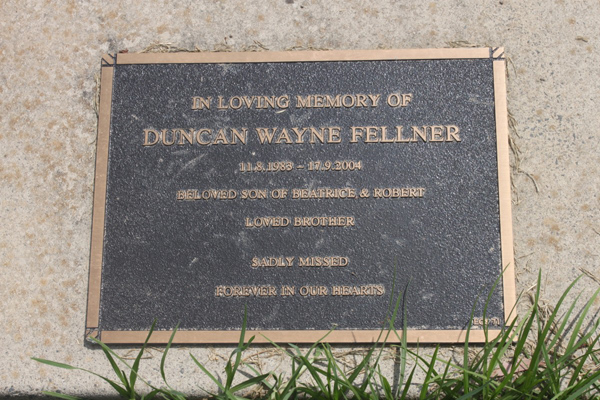 IN LOVING MEMORY OF
DUNCAN WAYNE FELLNER
11.8.1983 – 17.9.2004
BELOVED SON OF BEATRICE & ROBERT
LOVED BROTHER
SADLY MISSED
FOREVER IN OUR HEARTS